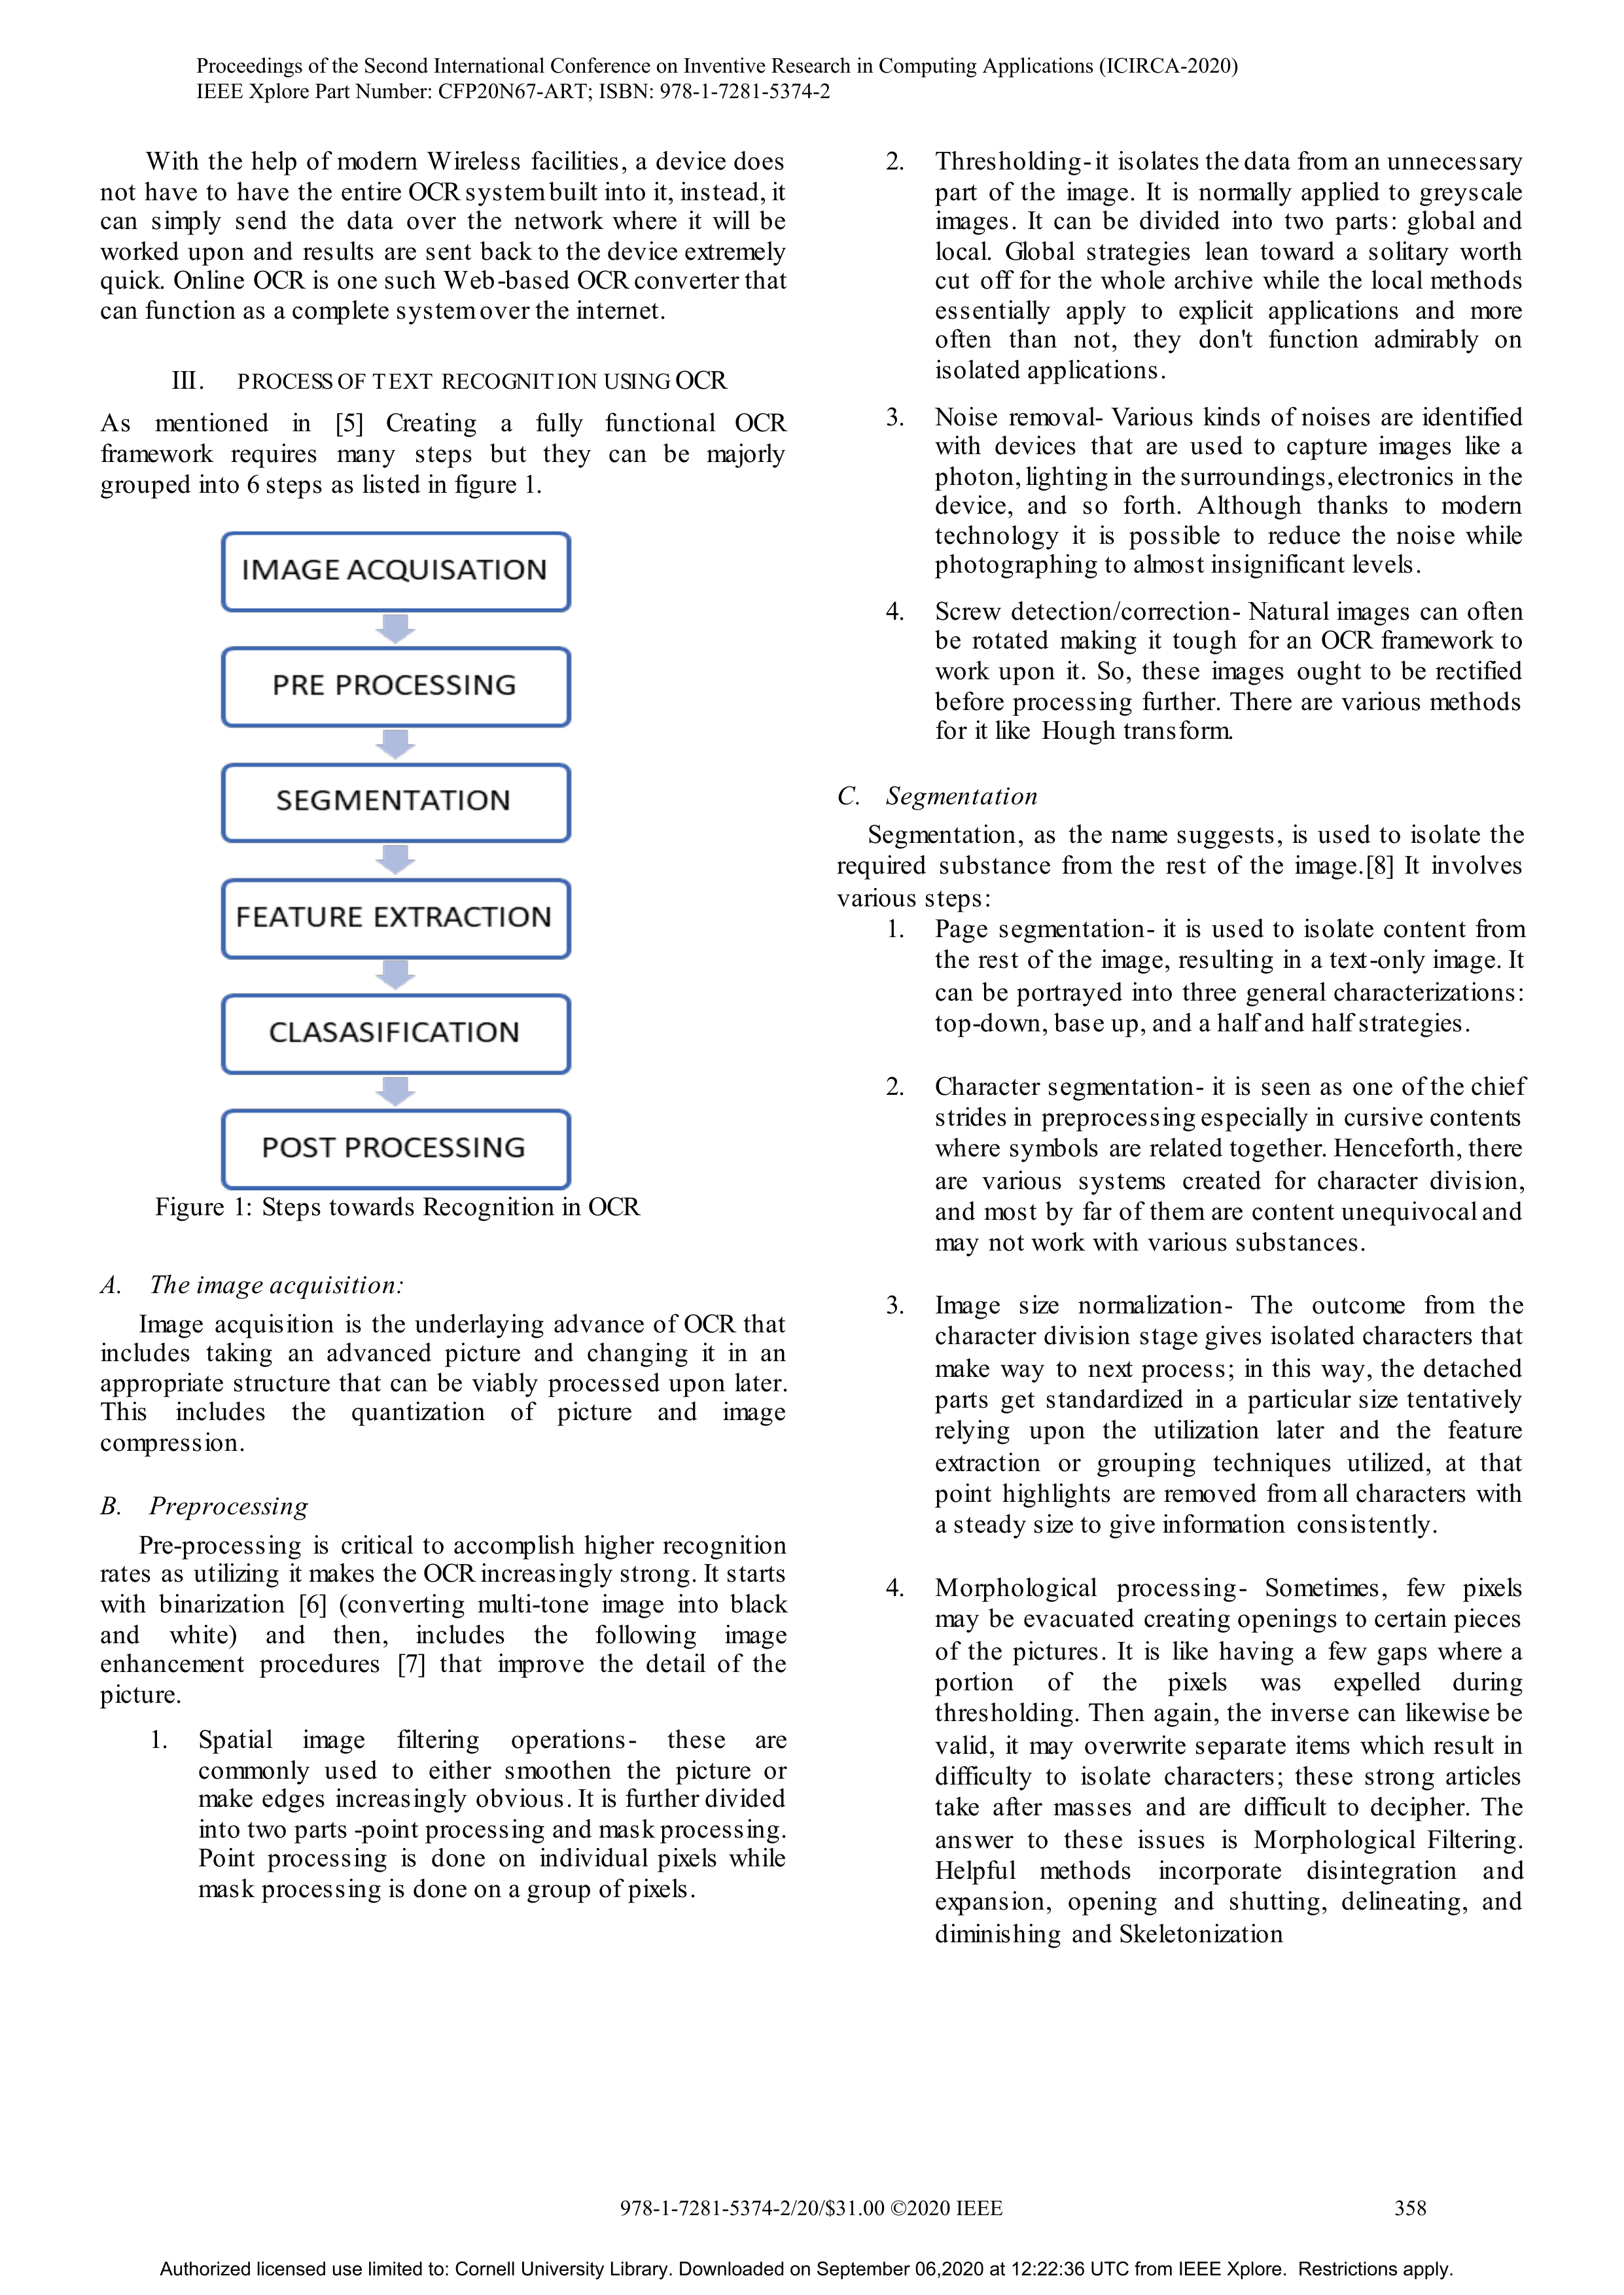 Proceedings of the Second International Conference on Inventive Research in Computing Applications (ICIRCA-2020)
IEEE Xplore Part Number: CFP20N67-ART; ISBN: 978-1-7281-5374-2
With the help of modern Wireless facilities, a device does
not have to have the entire OCR system built into it, instead, it
can simply send the data over the network where it will be
worked upon and results are sent back to the device extremely
quick. Online OCR is one such Web-based OCR converter that
can function as a complete system over the internet.
III. PROCESS OF TEXT RECOGNITION USING OCR
As mentioned in [5] Creating a fully functional OCR
framework requires many steps but they can be majorly
grouped into 6 steps as listed in figure 1.
IMAGE ACQUISATION
PRE PROCESSING
SEGMENTATION
FEATURE EXTRACTION
CLASASIFICATION
POST PROCESSING
Figure 1: Steps towards Recognition in OCR
A. The image acquisition:
Image acquisition is the underlaying advance of OCR that
includes taking an advanced picture and changing it in an
appropriate structure that can be viably processed upon later.
This includes the quantization of picture and image
compression.
B. Preprocessing
Pre-processing is critical to accomplish higher recognition
rates as utilizing it makes the OCR increasingly strong. It starts
with binarization [6] (converting multi-tone image into black
and white) and then, includes the following image
enhancement procedures [7] that improve the detail of the
picture.
1. Spatial image filtering operations- these are
commonly used to either smoothen the picture or
make edges increasingly obvious. It is further divided
into two parts -point processing and mask processing.
Point processing is done on individual pixels while
mask processing is done on a group of pixels.
2. Thresholding- it isolates the data from an unnecessary
part of the image. It is normally applied to greyscale
images. It can be divided into two parts: global and
local. Global strategies lean toward a solitary worth
cut off for the whole archive while the local methods
essentially apply to explicit applications and more
often than not, they don't function admirably on
isolated applications.
3. Noise removal- Various kinds of noises are identified
with devices that are used to capture images like a
photon, lighting in the surroundings, electronics in the
device, and so forth. Although thanks to modern
technology it is possible to reduce the noise while
photographing to almost insignificant levels.
4. Screw detection/correction- Natural images can often
be rotated making it tough for an OCR framework to
work upon it. So, these images ought to be rectified
before processing further. There are various methods
for it like Hough transform.
C. Segmentation
Segmentation, as the name suggests, is used to isolate the
required substance from the rest of the image.[8] It involves
various steps:
1. Page segmentation- it is used to isolate content from
the rest of the image, resulting in a text-only image. It
can be portrayed into three general characterizations:
top-down, base up, and a half and half strategies.
2. Character segmentation- it is seen as one of the chief
strides in preprocessing especially in cursive contents
where symbols are related together. Henceforth, there
are various systems created for character division,
and most by far of them are content unequivocal and
may not work with various substances.
3. Image size normalization- The outcome from the
character division stage gives isolated characters that
make way to next process; in this way, the detached
parts get standardized in a particular size tentatively
relying upon the utilization later and the feature
extraction or grouping techniques utilized, at that
point highlights are removed from all characters with
a steady size to give information consistently.
4. Morphological processing- Sometimes, few pixels
may be evacuated creating openings to certain pieces
of the pictures. It is like having a few gaps where a
portion of the pixels was expelled during
thresholding. Then again, the inverse can likewise be
valid, it may overwrite separate items which result in
difficulty to isolate characters; these strong articles
take after masses and are difficult to decipher. The
answer to these issues is Morphological Filtering.
Helpful methods incorporate disintegration and
expansion, opening and shutting, delineating, and
diminishing and Skeletonization
978-1-7281-5374-2/20/$31.00 ©2020 IEEE 358
Authorized licensed use limited to: Cornell University Library. Downloaded on September 06,2020 at 12:22:36 UTC from IEEE Xplore. Restrictions apply.